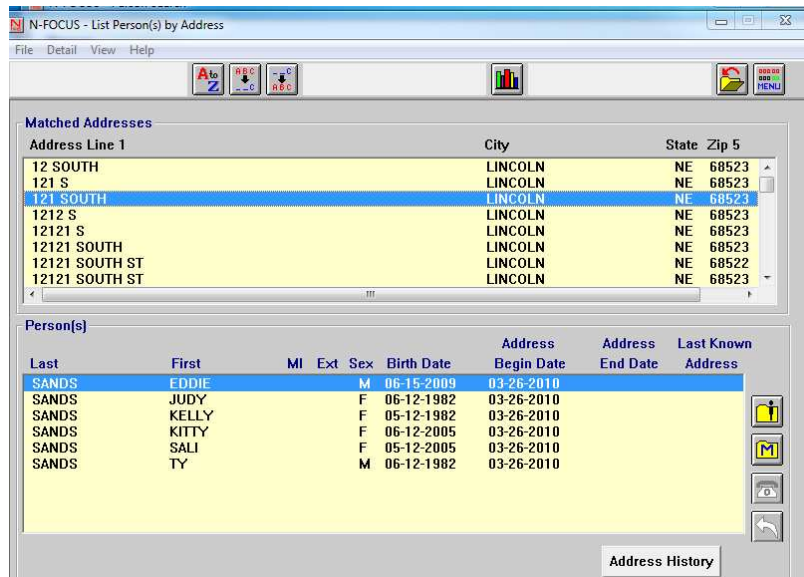 N-FOCUS - List Person(s) by Address
File Detail View Help
A to Z ABC C C ABC MENU
Matched Addresses
Address Line 1 City State Zip 5
12 SOUTH LINCOLN NE 68523
121 S LINCOLN NE 68523
121 SOUTH LINCOLN NE 68523
1212 S LINCOLN NE 68523
12121 S LINCOLN NE 68523
12121 SOUTH LINCOLN NE 68523
12121 SOUTH ST LINCOLN NE 68522
12121 SOUTH ST LINCOLN NE 68523
Person(s)
Address Address Last Known
Last First MI Ext Sex Birth Date Begin Date End Date Address
SANDS EDDIE M 06-15-2009 03-26-2010
SANDS JUDY F 06-12-1982 03-26-2010
SANDS KELLY F 05-12-1982 03-26-2010
SANDS KITTY F 06-12-2005 03-26-2010
SANDS SALI F 05-12-2005 03-26-2010
SANDS TY M 06-12-1982 03-26-2010
M
Address History